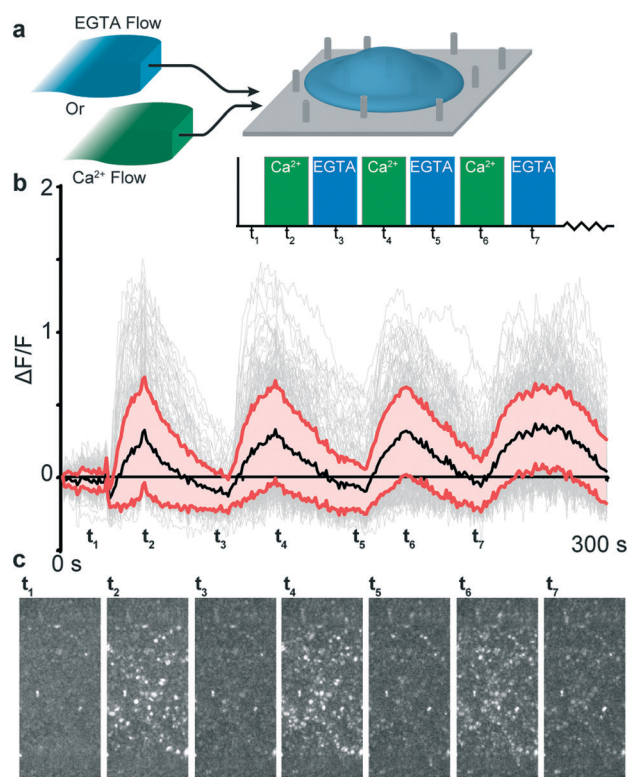 a
EGTA Flow
Or
Ca²⁺ Flow
Ca²⁺ EGTA Ca²⁺ EGTA Ca²⁺ EGTA
t₁ t₂ t₃ t₄ t₅ t₆ t₇
b
2
1
0
ΔF/F
t₁ t₂ t₃ t₄ t₅ t₆ t₇
0 s 300 s
c
t₁ t₂ t₃ t₄ t₅ t₆ t₇